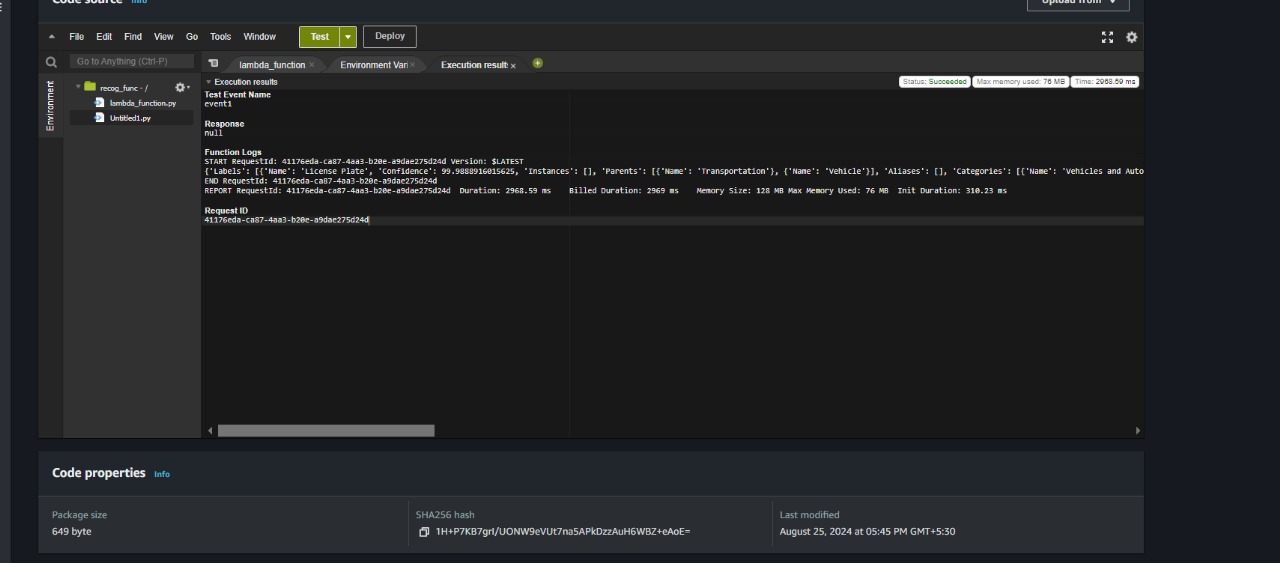 Code source Info
Upload from
File Edit Find View Go Tools Window Test Deploy
Go to Anything (Ctrl-P)
lambda_function × Environment Vari × Execution results ×
Environment
recog_func - /
lambda_function.py
Untitled1.py
Execution results
Status: Succeeded Max memory used: 76 MB Time: 2968.59 ms
Test Event Name
event1
Response
null
Function Logs
START RequestId: 41176eda-ca87-4aa3-b20e-a9dae275d24d Version: $LATEST
{'Labels': [{'Name': 'License Plate', 'Confidence': 99.9888916015625, 'Instances': [], 'Parents': [{'Name': 'Transportation'}, {'Name': 'Vehicle'}], 'Aliases': [], 'Categories': [{'Name': 'Vehicles and Auto
END RequestId: 41176eda-ca87-4aa3-b20e-a9dae275d24d
REPORT RequestId: 41176eda-ca87-4aa3-b20e-a9dae275d24d Duration: 2968.59 ms Billed Duration: 2969 ms Memory Size: 128 MB Max Memory Used: 76 MB Init Duration: 310.23 ms
Request ID
41176eda-ca87-4aa3-b20e-a9dae275d24d
Code properties Info
Package size
649 byte
SHA256 hash
1H+P7KB7grI/UONW9eVUt7na5APkDzzAuH6WBZ+eAoE=
Last modified
August 25, 2024 at 05:45 PM GMT+5:30